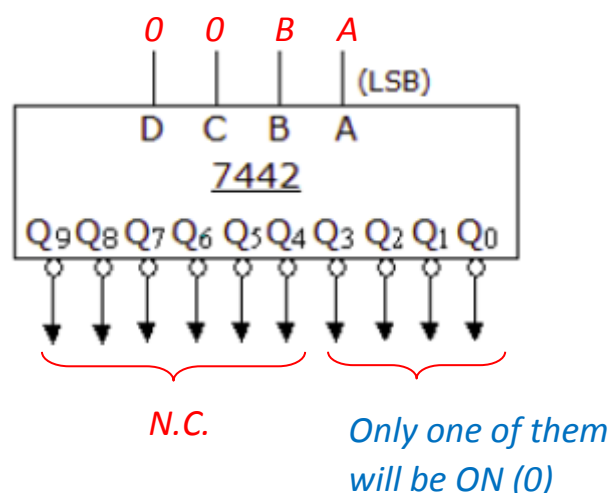 0 0 B A
(LSB)
D C B A
7442
Q9 Q8 Q7 Q6 Q5 Q4 Q3 Q2 Q1 Q0
N.C.
Only one of them
will be ON (0)